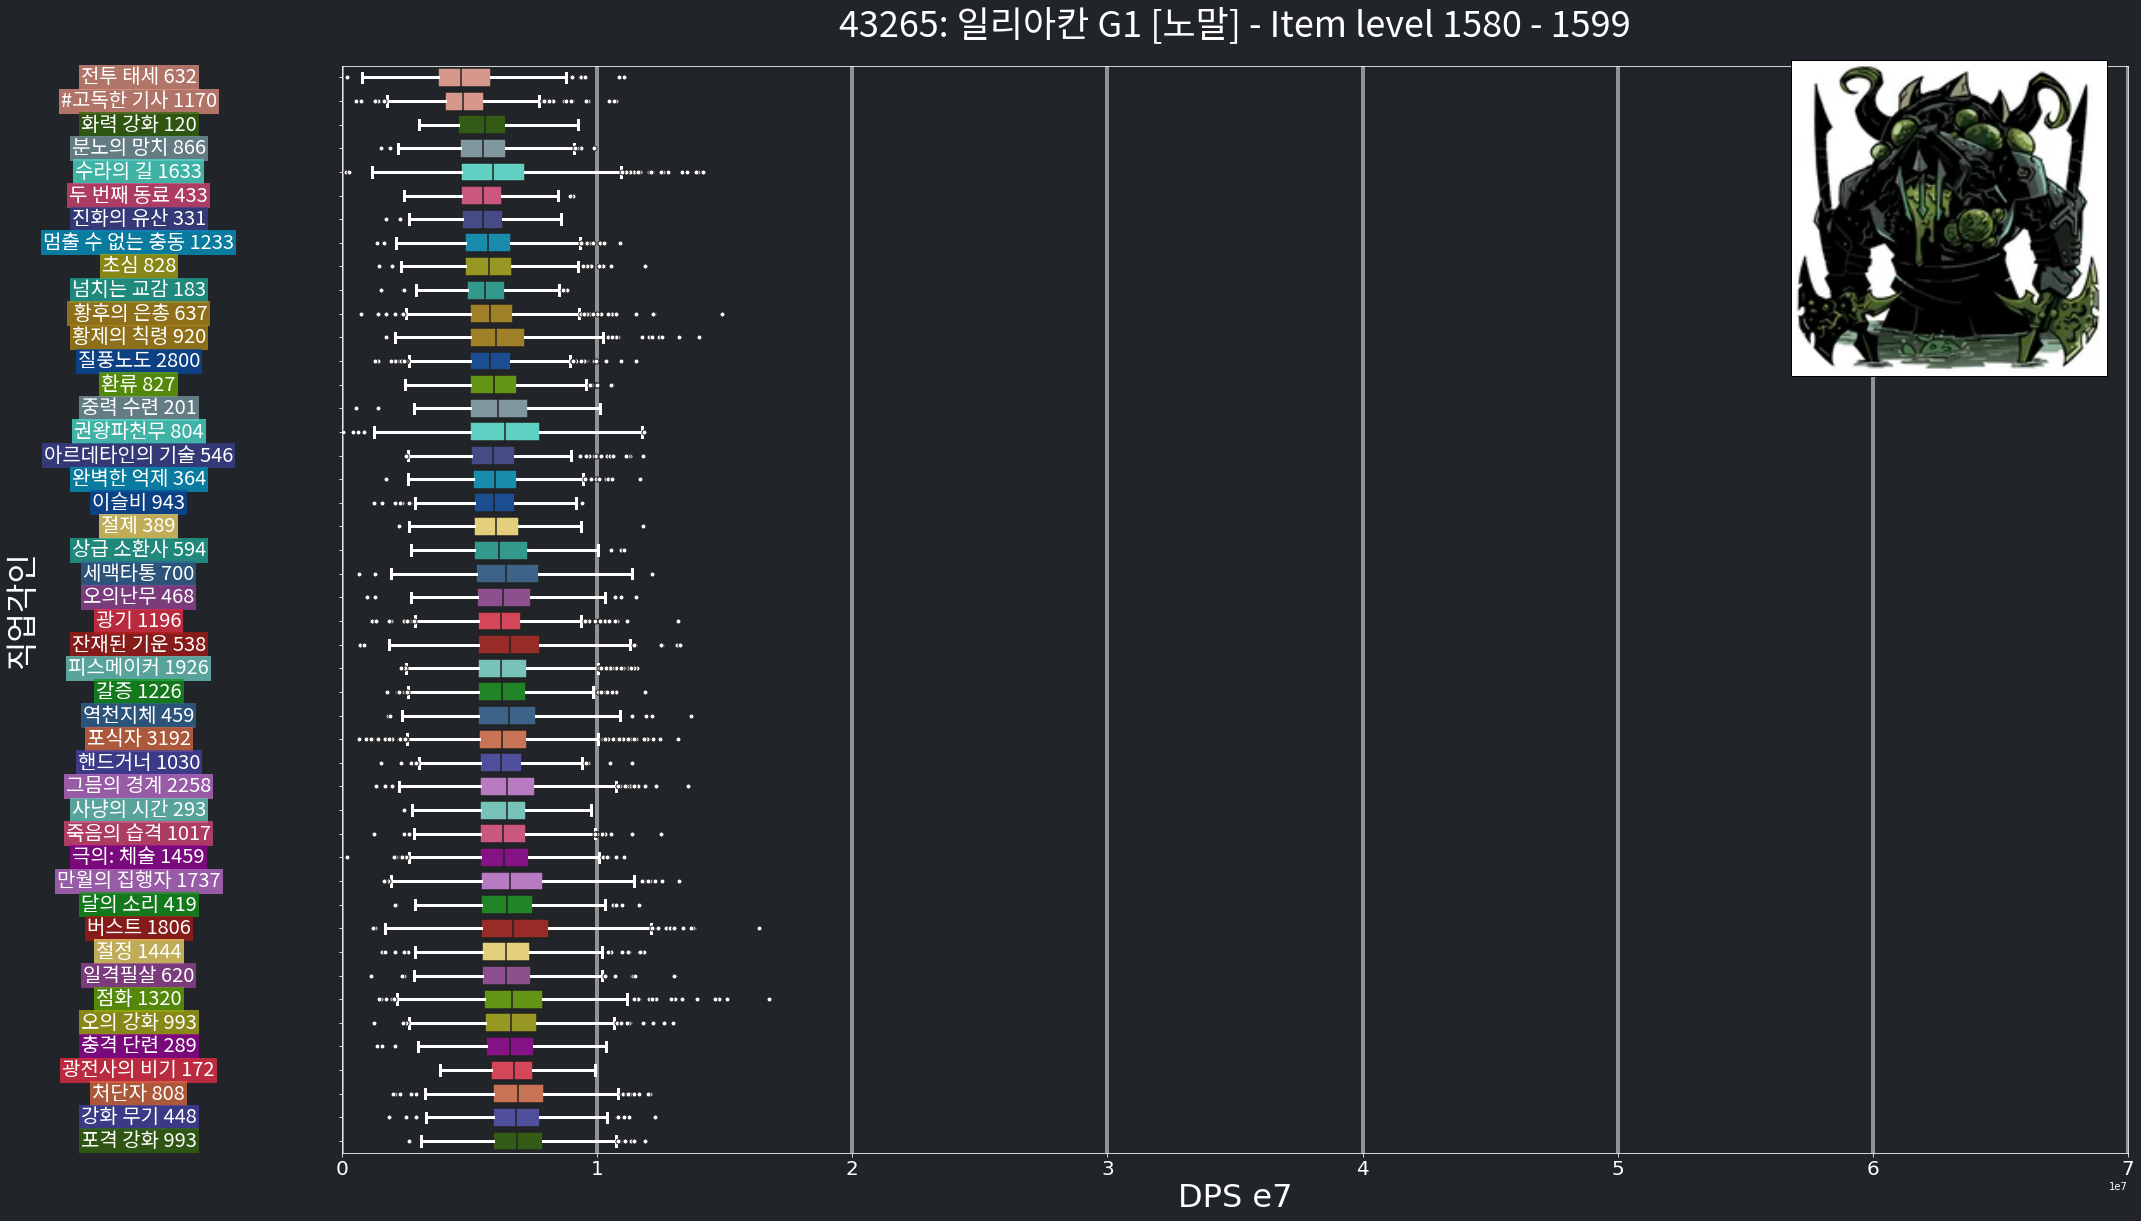 43265: 일리아칸 G1 [노말] - Item level 1580 - 1599
전투 태세 632
#고독한 기사 1170
화력 강화 120
분노의 망치 866
수라의 길 1633
두 번째 동료 433
진화의 유산 331
멈출 수 없는 충동 1233
초심 828
넘치는 교감 183
황후의 은총 637
황제의 칙령 920
질풍노도 2800
환류 827
중력 수련 201
권왕파천무 804
아르데타인의 기술 546
완벽한 억제 364
이슬비 943
절제 389
상급 소환사 594
세맥타통 700
오의난무 468
광기 1196
잔재된 기운 538
피스메이커 1926
갈증 1226
역천지체 459
포식자 3192
핸드거너 1030
그믐의 경계 2258
사냥의 시간 293
죽음의 습격 1017
극의: 체술 1459
만월의 집행자 1737
달의 소리 419
버스트 1806
절정 1444
일격필살 620
점화 1320
오의 강화 993
충격 단련 289
광전사의 비기 172
처단자 808
강화 무기 448
포격 강화 993
직업각인
0 1 2 3 4 5 6 7
1e7
DPS e7